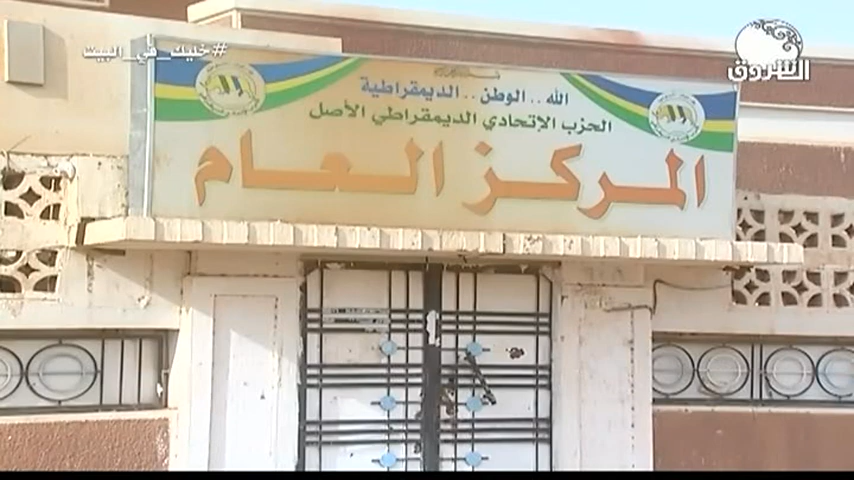 #خليك_في_البيت
الشروق
الله .. الوطن .. الديمقراطية
الحزب الإتحادي الديمقراطي الأصل
المركز العام